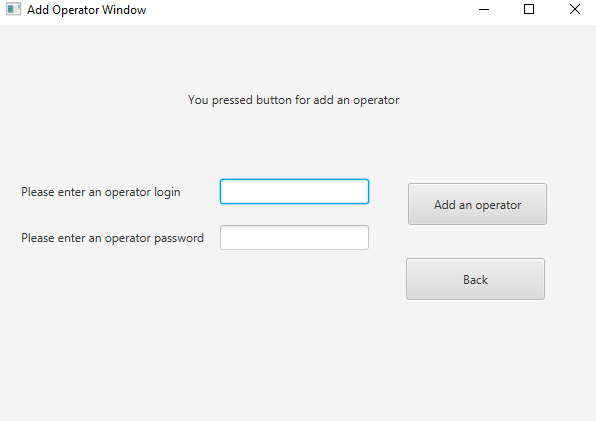 Add Operator Window
You pressed button for add an operator
Please enter an operator login
Add an operator
Please enter an operator password
Back